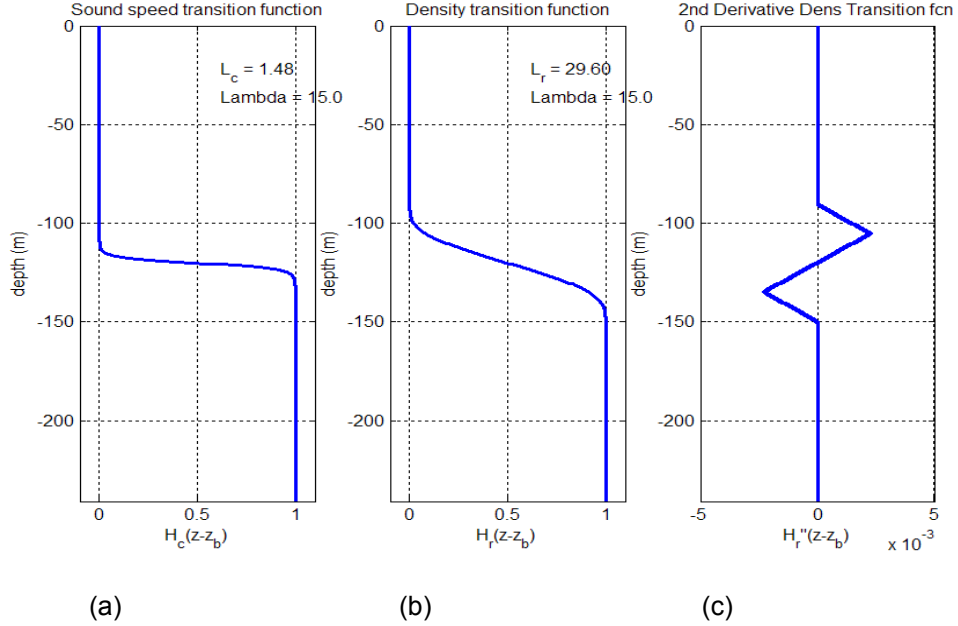 Sound speed transition function
L_c = 1.48
Lambda = 15.0
0
-50
-100
-150
-200
depth (m)
0
0.5
1
H_c(z-z_b)
(a)
Density transition function
L_r = 29.60
Lambda = 15.0
0
-50
-100
-150
-200
depth (m)
0
0.5
1
H_r(z-z_b)
(b)
2nd Derivative Dens Transition fcn
0
-50
-100
-150
-200
-5
0
5
H_r''(z-z_b)
x 10^-3
(c)